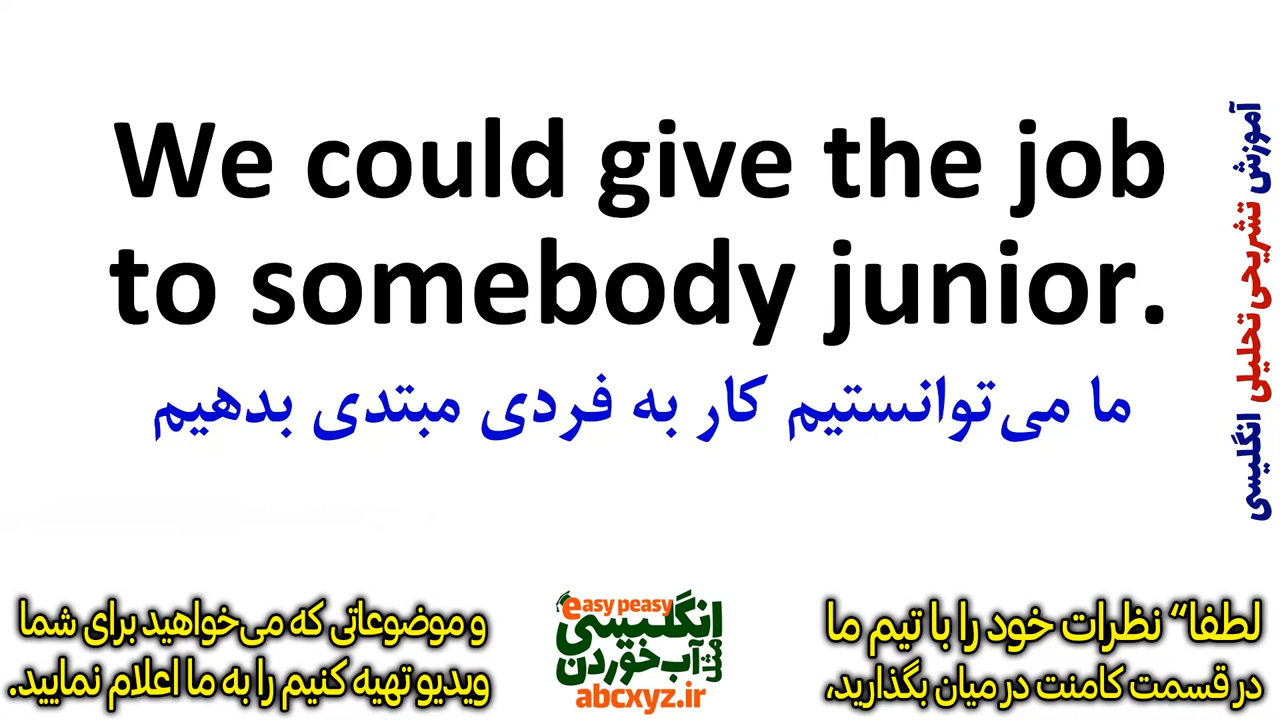 We could give the job
to somebody junior.
ما می‌توانستیم کار به فردی مبتدی بدهیم
آموزش تشریحی تحلیلی انگلیسی
لطفا“ نظرات خود را با تیم ما
در قسمت کامنت در میان بگذارید،
و موضوعاتی که می‌خواهید برای شما
ویدیو تهیه کنیم را به ما اعلام نمایید.
easy peasy
انگلیسی
مثل آب خوردن
abcxyz.ir